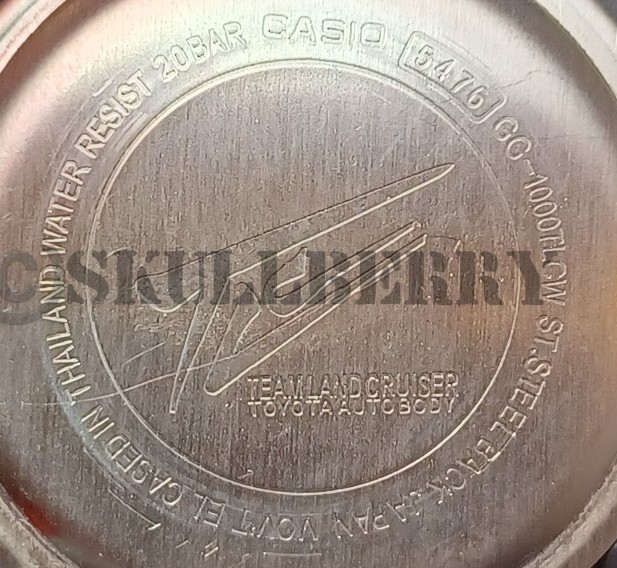 CASIO
5476
GG-1000TLCW ST.STEEL BACK JAPAN MOV'T EL CASED IN THAILAND WATER RESIST 20BAR
TLC
TEAM LAND CRUISER
TOYOTA AUTO BODY
©SKULLBERRY